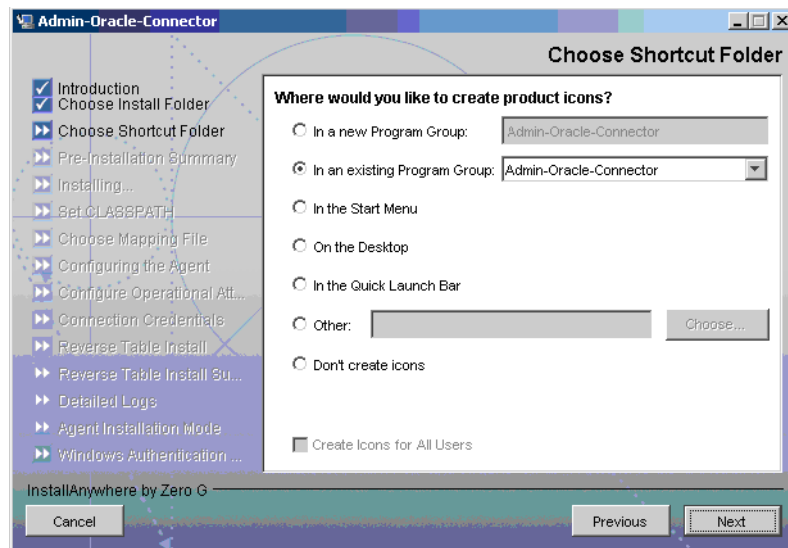 Admin-Oracle-Connector
Choose Shortcut Folder
Introduction
Choose Install Folder
Choose Shortcut Folder
Pre-Installation Summary
Installing...
Set CLASSPATH
Choose Mapping File
Configuring the Agent
Configure Operational Att...
Connection Credentials
Reverse Table Install
Reverse Table Install Su...
Detailed Logs
Agent Installation Mode
Windows Authentication ...
Where would you like to create product icons?
In a new Program Group: Admin-Oracle-Connector
In an existing Program Group: Admin-Oracle-Connector
In the Start Menu
On the Desktop
In the Quick Launch Bar
Other: Choose...
Don't create icons
Create Icons for All Users
InstallAnywhere by Zero G
Cancel Previous Next